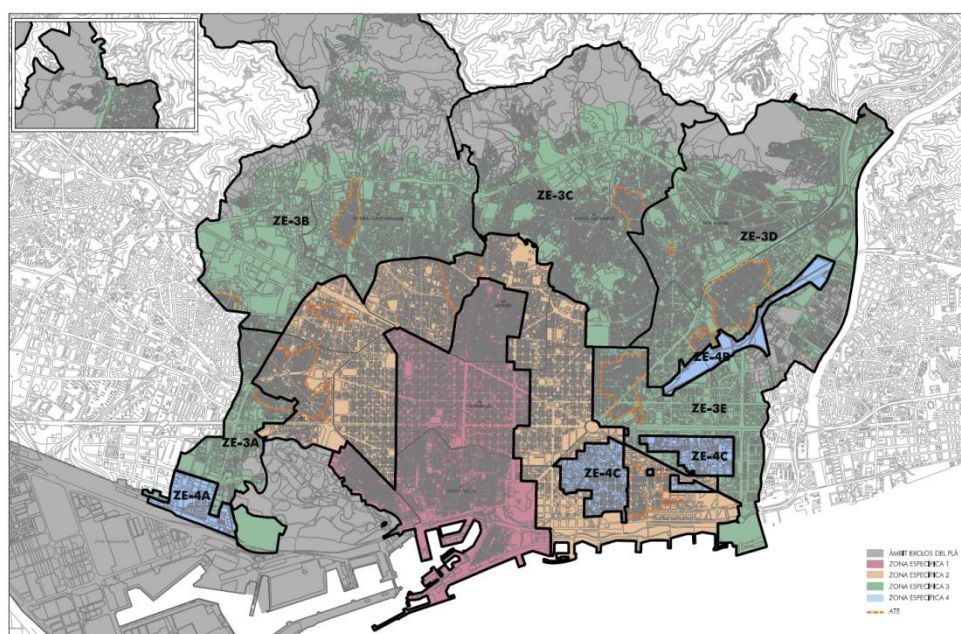 ZE-3B
ZE-3C
ZE-3D
ZE-4B
ZE-3E
ZE-3A
ZE-4C
ZE-4C
ZE-4A
ÀMBIT EXCLÒS DEL PLÀ
ZONA ESPECÍFICA 1
ZONA ESPECÍFICA 2
ZONA ESPECÍFICA 3
ZONA ESPECÍFICA 4
ATE